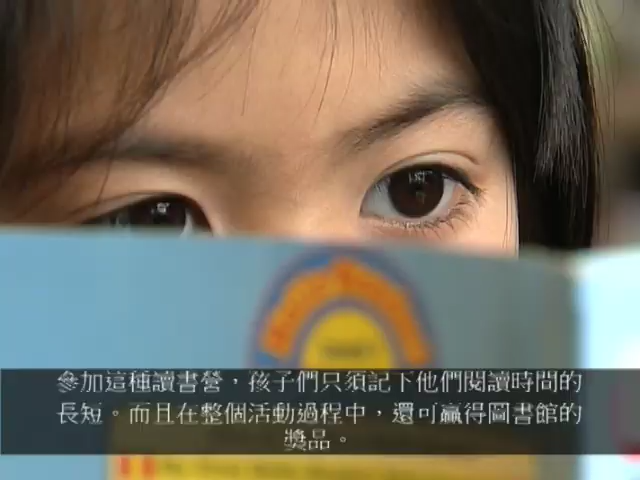 參加這種讀書營，孩子們只須記下他們閱讀時間的
長短。而且在整個活動過程中，還可贏得圖書館的
獎品。